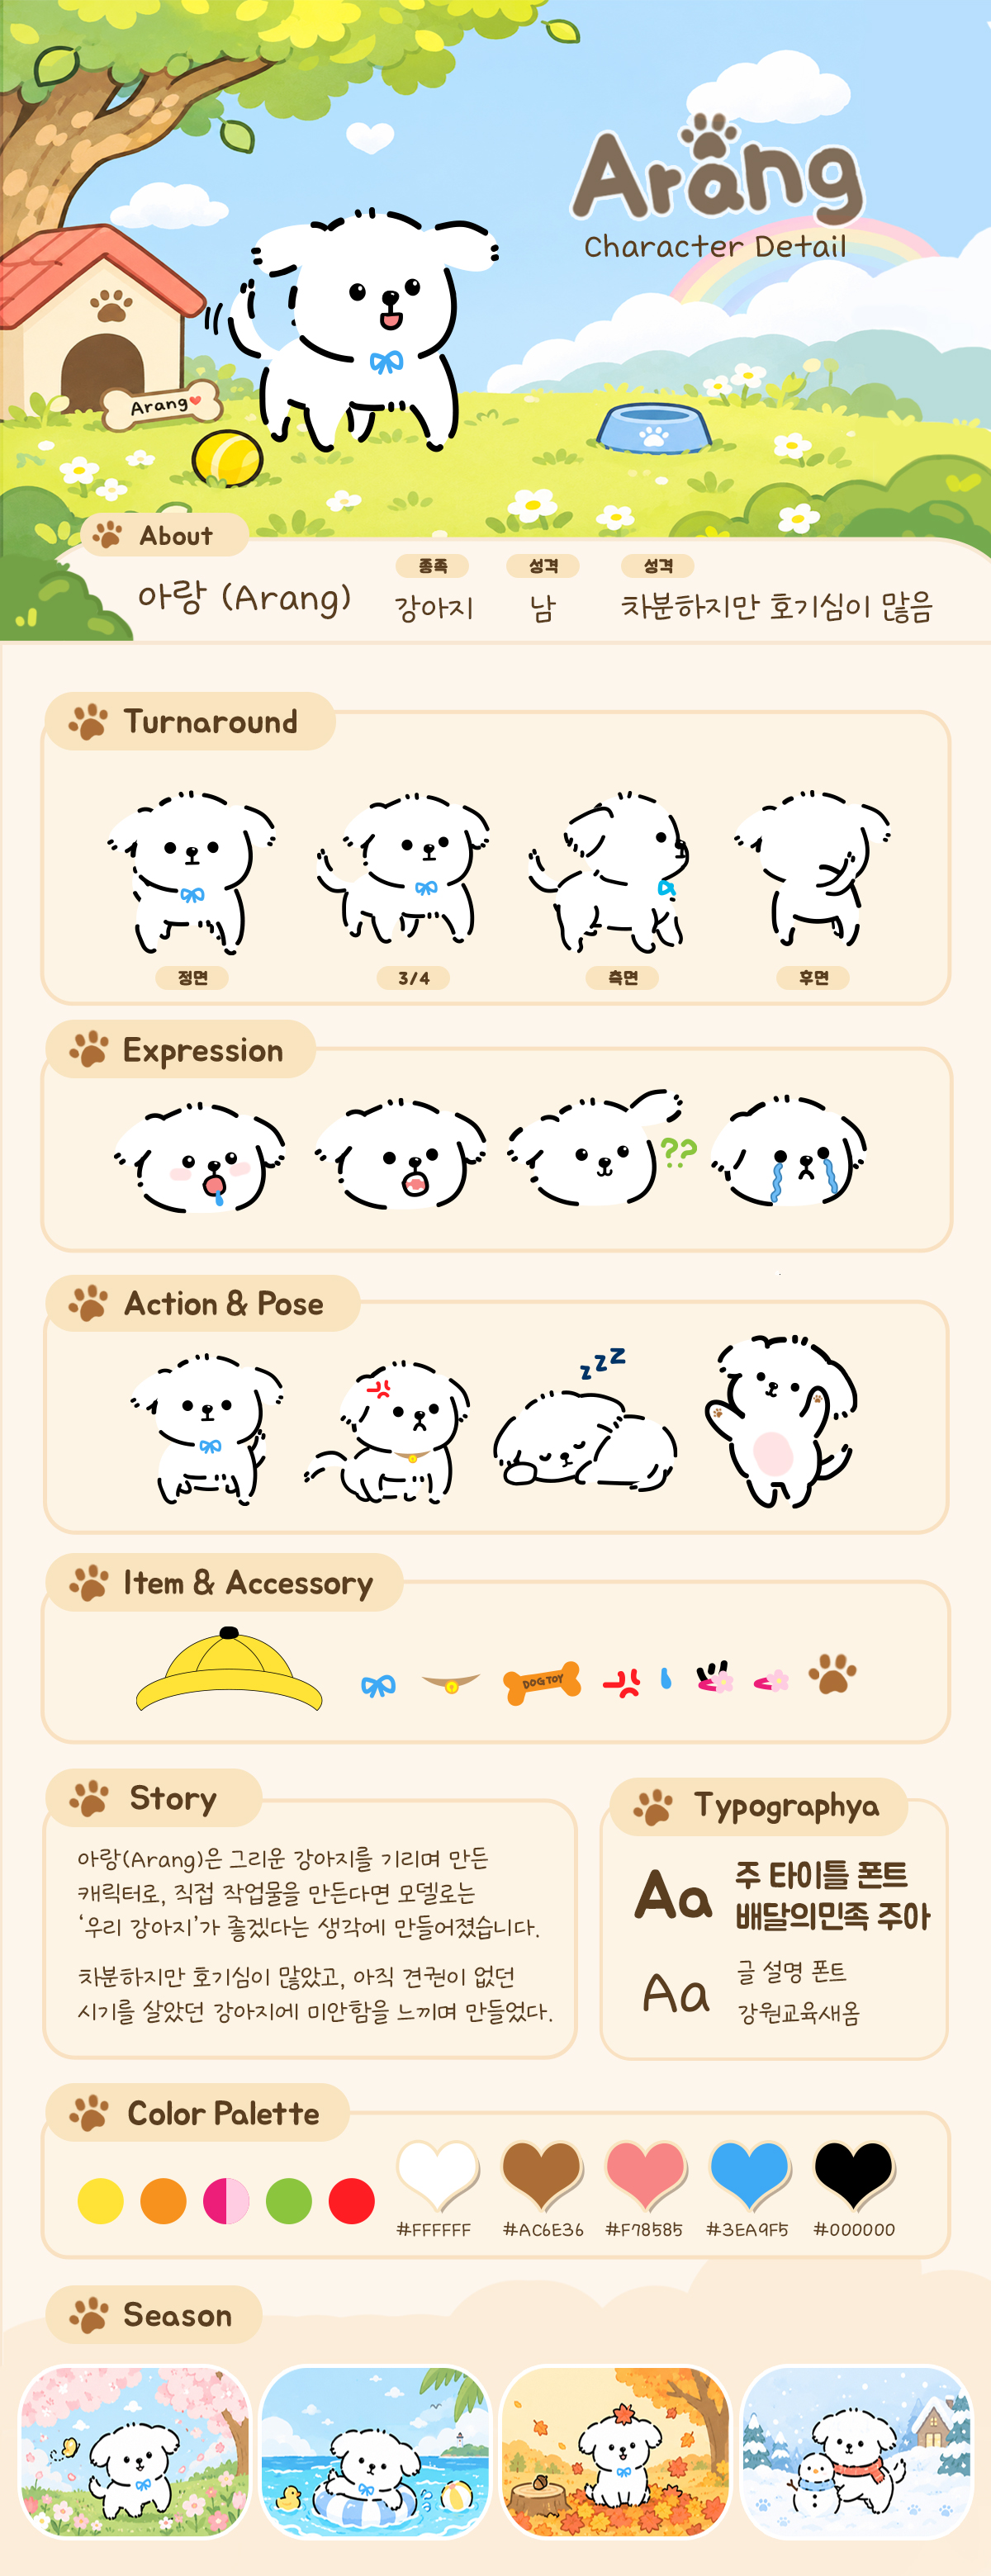 Arang
Character Detail
Arang
About
아랑 (Arang)
종족
강아지
성격
남
성격
차분하지만 호기심이 많음
Turnaround
정면
3/4
측면
후면
Expression
??
Action & Pose
zzZ
Item & Accessory
DOG TOY
Story
아랑(Arang)은 그리운 강아지를 기리며 만든
캐릭터로, 직접 작업물을 만든다면 모델로는
‘우리 강아지’가 좋겠다는 생각에 만들어졌습니다.
차분하지만 호기심이 많았고, 아직 견권이 없던
시기를 살았던 강아지에 미안함을 느끼며 만들었다.
Typographya
Aa
주 타이틀 폰트
배달의민족 주아
Aa
글 설명 폰트
강원교육새움
Color Palette
#FFFFFF
#AC6E36
#F78585
#3EA9F5
#000000
Season